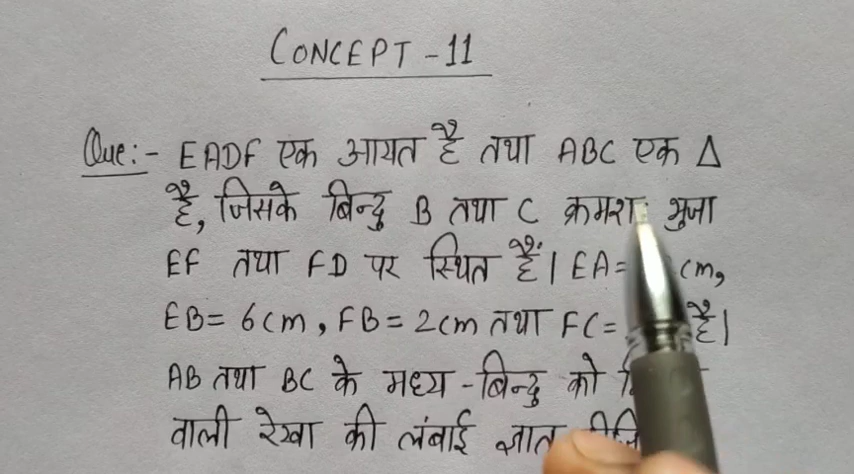 CONCEPT - 11
Que:- EADF एक आयत है तथा ABC एक Δ
है, जिसके बिन्दु B तथा C क्रमशः भुजा
EF तथा FD पर स्थित हैं। EA= cm,
EB= 6cm, FB= 2cm तथा FC= है।
AB तथा BC के मध्य-बिन्दु को
वाली रेखा की लंबाई ज्ञात